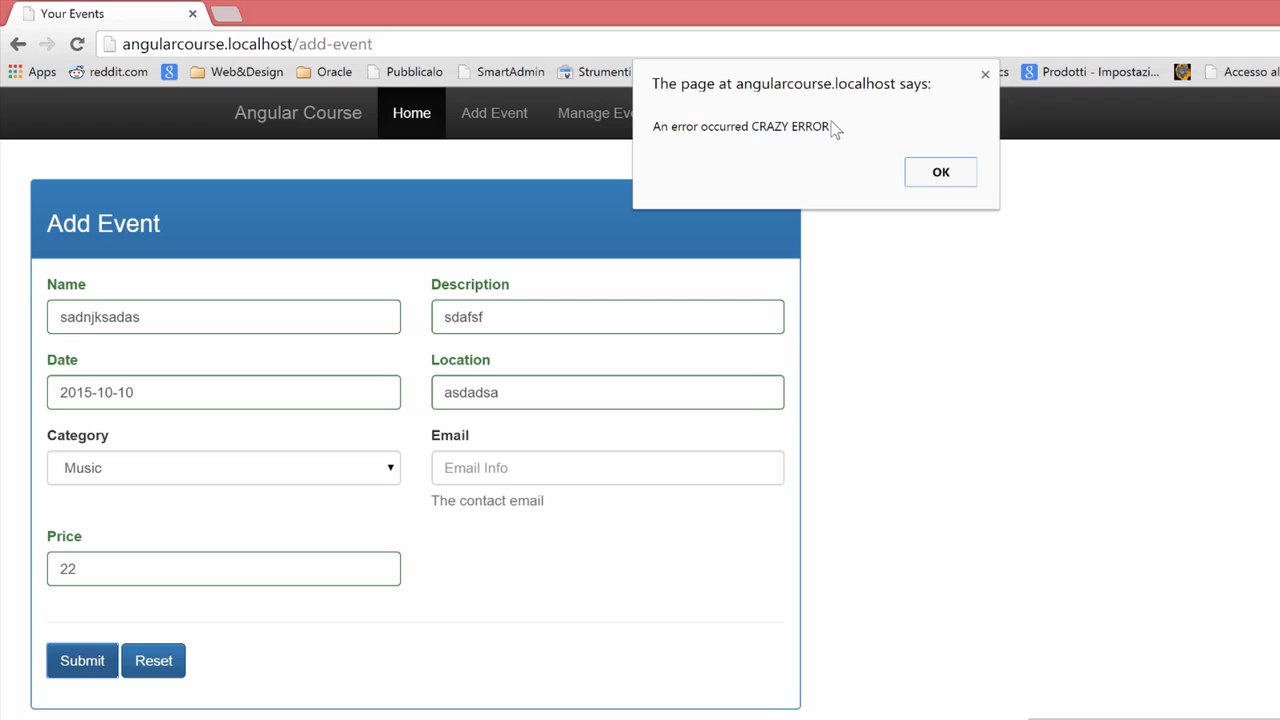 Your Events
angularcourse.localhost/add-event
Apps reddit.com Web&Design Oracle Pubblicalo SmartAdmin Strumenti Prodotti - Impostazi... Accesso al
The page at angularcourse.localhost says:
An error occurred CRAZY ERROR
OK
Angular Course Home Add Event Manage Eve
Add Event
Name Description
sadnjksadas sdafsf
Date Location
2015-10-10 asdadsa
Category Email
Music Email Info
The contact email
Price
22
Submit Reset